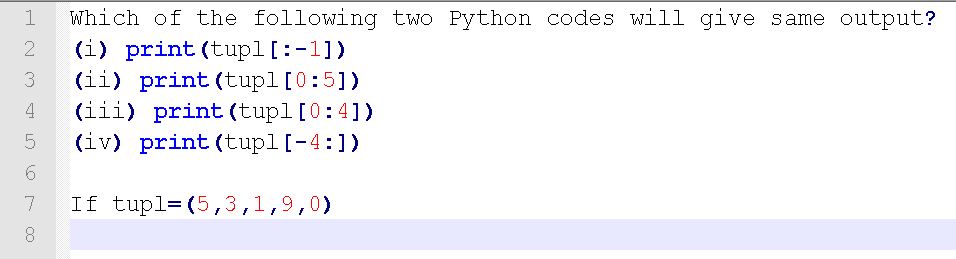 1 Which of the following two Python codes will give same output?
2 (i) print(tupl[:-1])
3 (ii) print(tupl[0:5])
4 (iii) print(tupl[0:4])
5 (iv) print(tupl[-4:])
6
7 If tupl=(5,3,1,9,0)
8